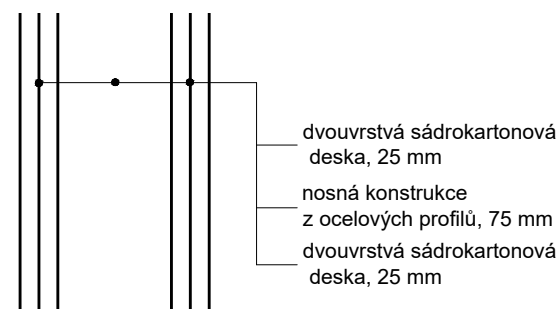 dvouvrstvá sádrokartonová
deska, 25 mm
nosná konstrukce
z ocelových profilů, 75 mm
dvouvrstvá sádrokartonová
deska, 25 mm